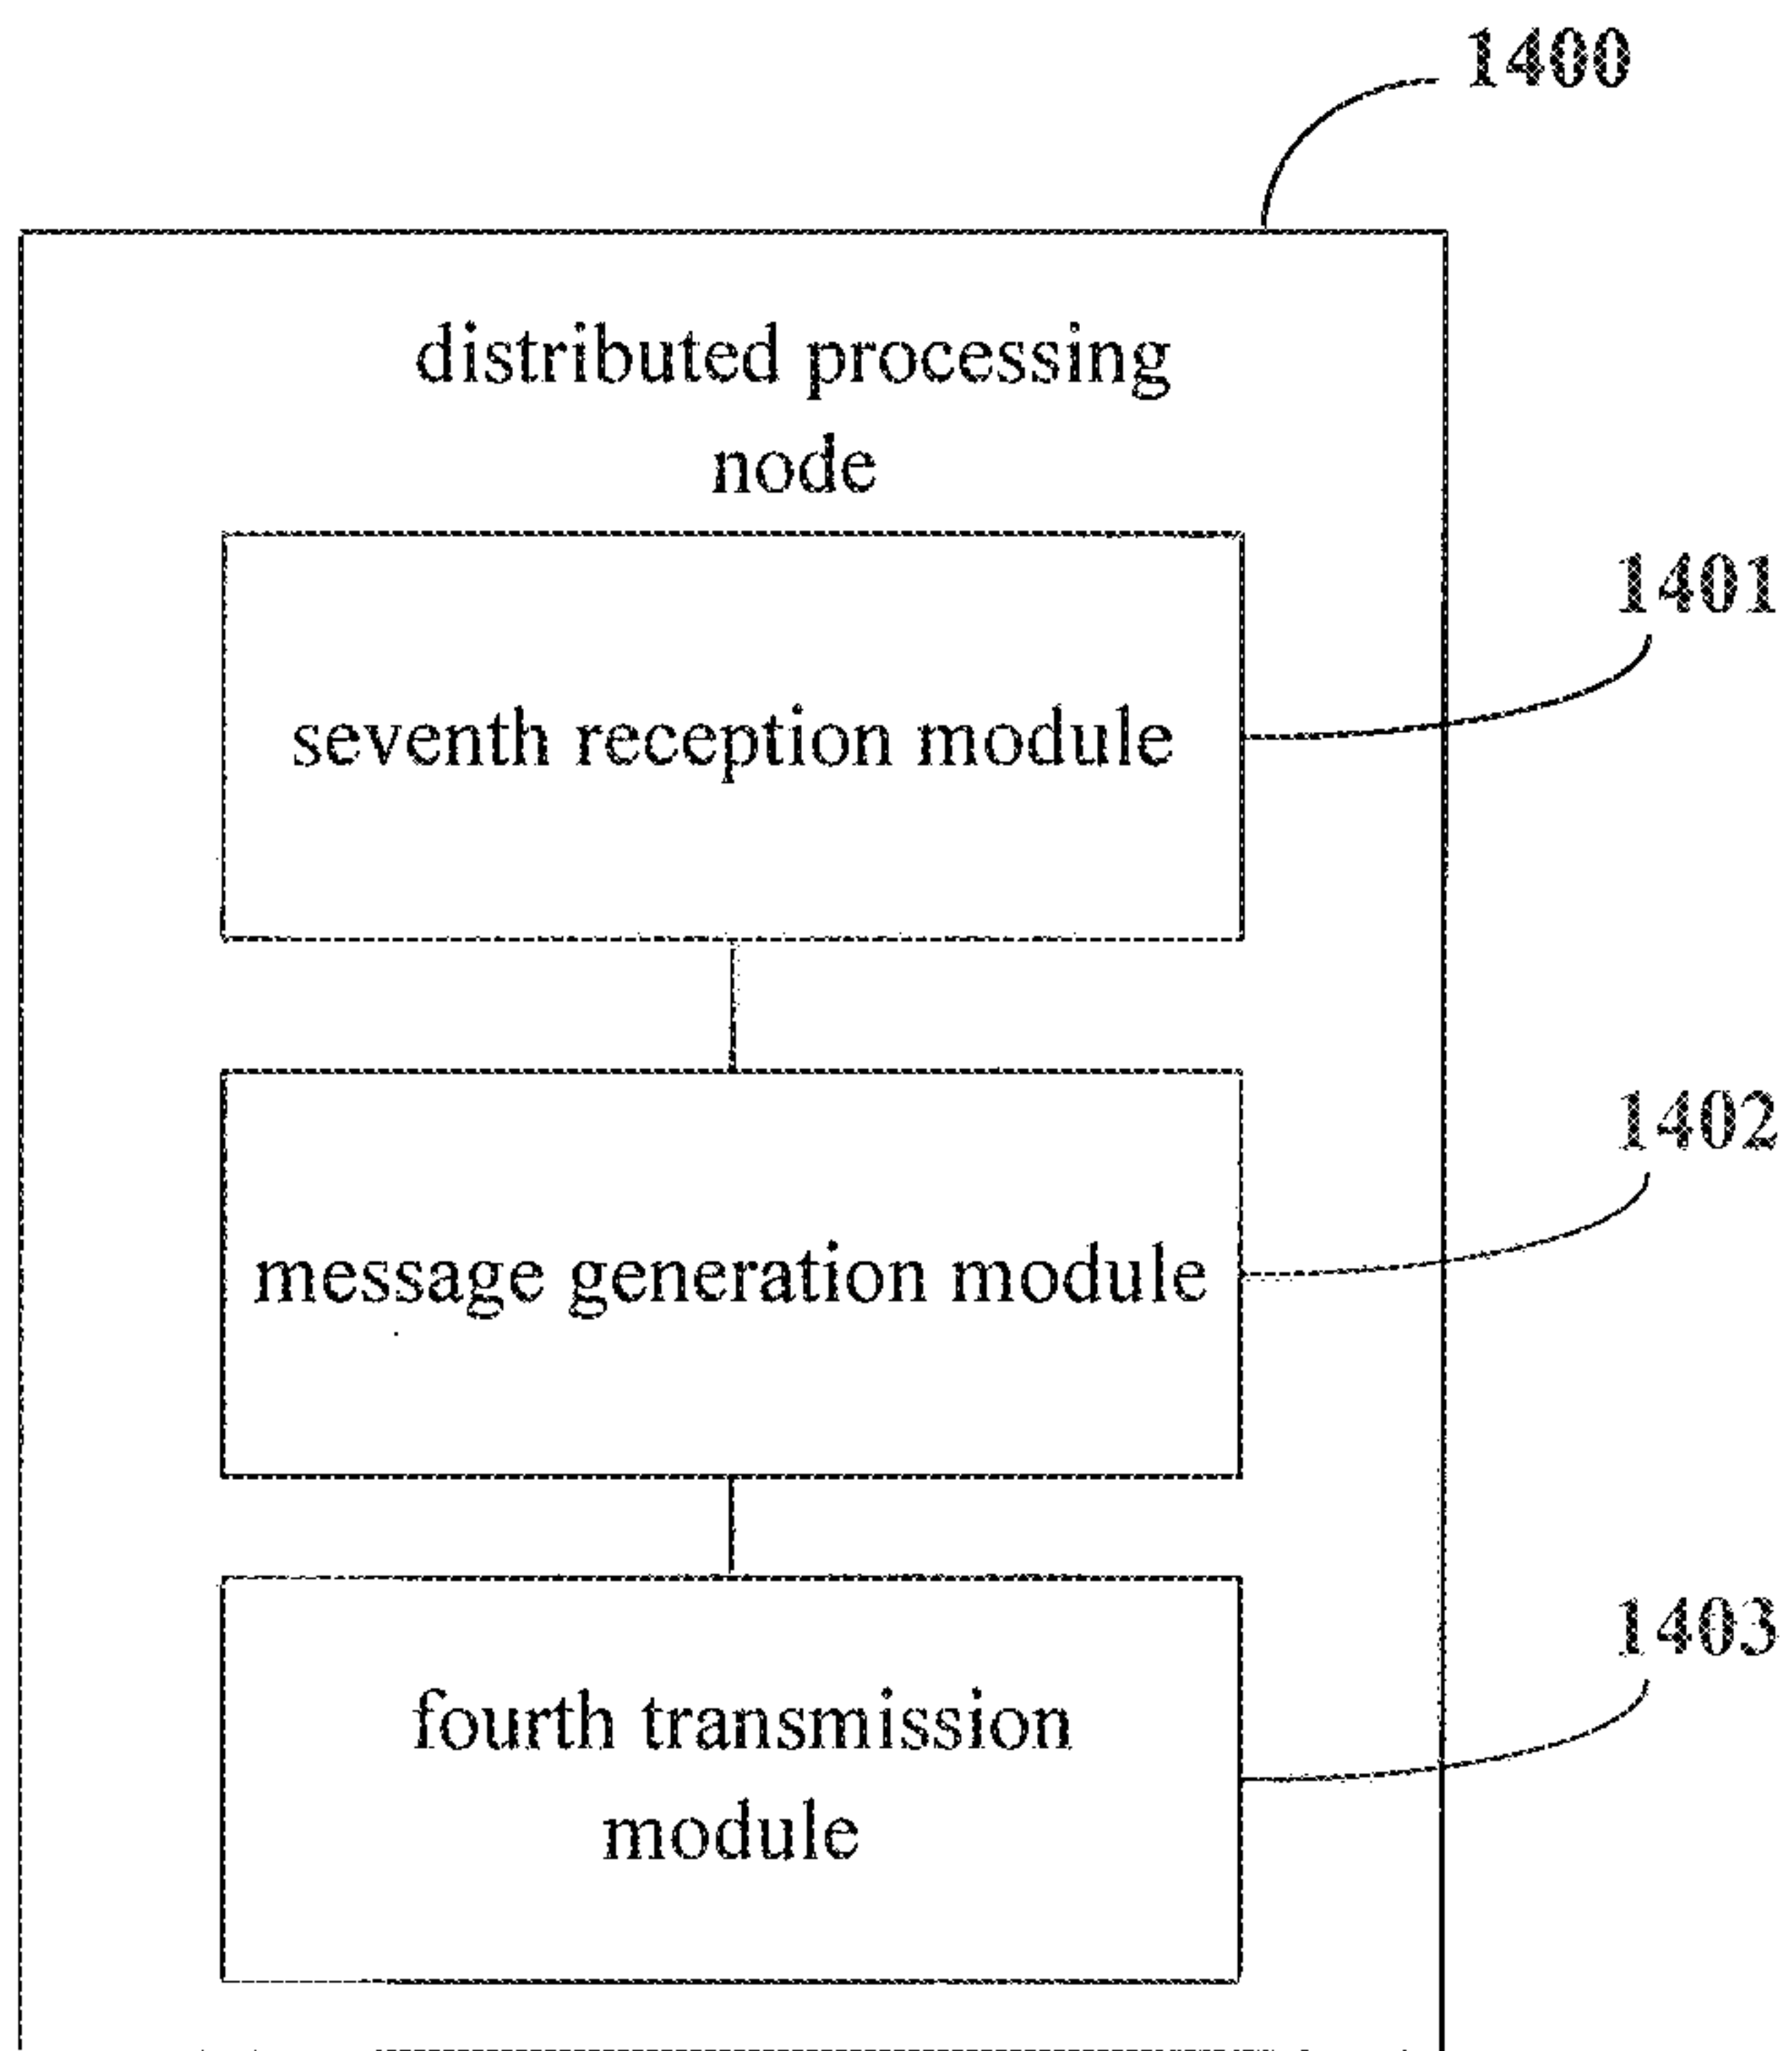 1400
distributed processing
node
1401
seventh reception module
1402
message generation module
1403
fourth transmission
module